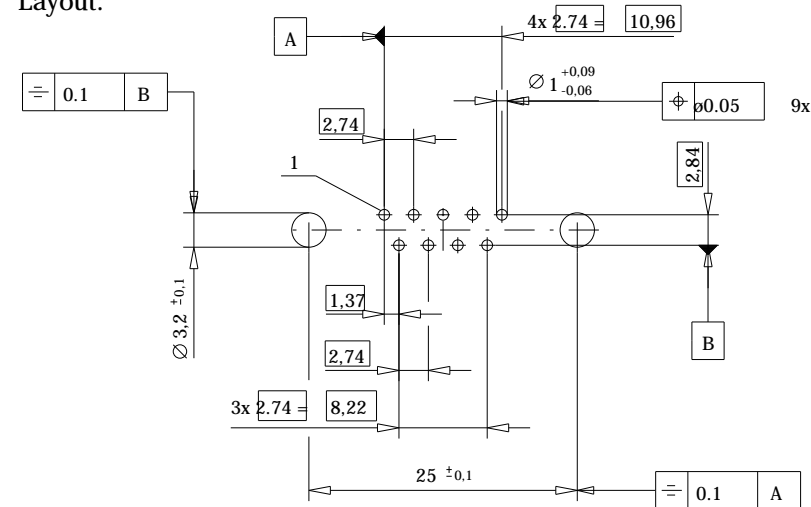 Layout.
A
4x 2.74 = 10,96
⌯ 0.1 B
Ø 1 +0,09 -0,06
⌖ ø0.05 9x
2,74
1
2,84
Ø 3,2 ±0,1
1,37
B
2,74
3x 2.74 = 8,22
25 ±0,1
⌯ 0.1 A